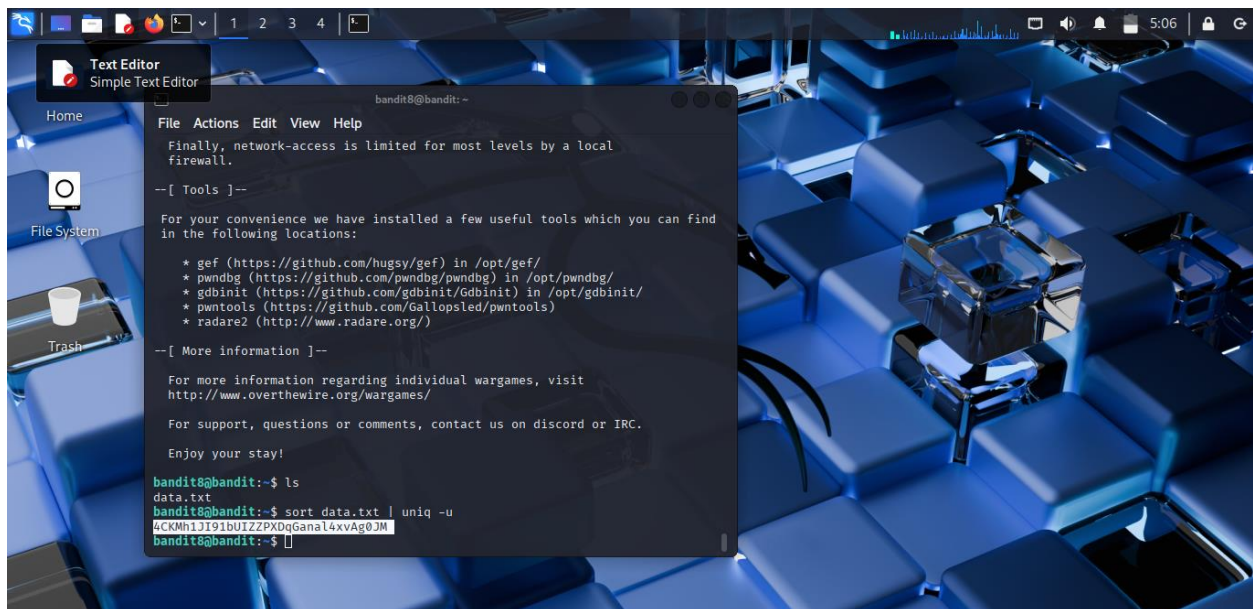 1 2 3 4
5:06
Text Editor
Simple Text Editor
Home
File System
Trash
bandit8@bandit: ~
File Actions Edit View Help
Finally, network-access is limited for most levels by a local
firewall.
--[ Tools ]--
For your convenience we have installed a few useful tools which you can find
in the following locations:
* gef (https://github.com/hugsy/gef) in /opt/gef/
* pwndbg (https://github.com/pwndbg/pwndbg) in /opt/pwndbg/
* gdbinit (https://github.com/gdbinit/Gdbinit) in /opt/gdbinit/
* pwntools (https://github.com/Gallopsled/pwntools)
* radare2 (http://www.radare.org/)
--[ More information ]--
For more information regarding individual wargames, visit
http://www.overthewire.org/wargames/
For support, questions or comments, contact us on discord or IRC.
Enjoy your stay!
bandit8@bandit:~$ ls
data.txt
bandit8@bandit:~$ sort data.txt | uniq -u
4CKMh1JI91bUIZZPXDqGanal4xvAg0JM
bandit8@bandit:~$